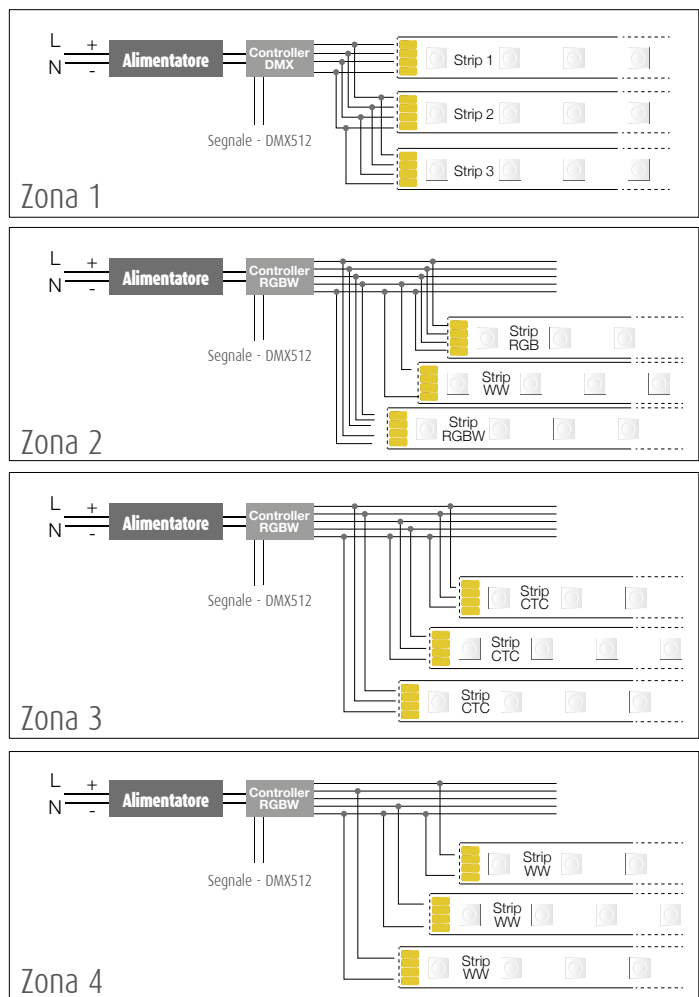 L +
N -
Alimentatore
Controller
DMX
Segnale - DMX512
Strip 1
Strip 2
Strip 3
Zona 1
L +
N -
Alimentatore
Controller
RGBW
Segnale - DMX512
Strip
RGB
Strip
WW
Strip
RGBW
Zona 2
L +
N -
Alimentatore
Controller
RGBW
Segnale - DMX512
Strip
CTC
Strip
CTC
Strip
CTC
Zona 3
L +
N -
Alimentatore
Controller
RGBW
Segnale - DMX512
Strip
WW
Strip
WW
Strip
WW
Zona 4